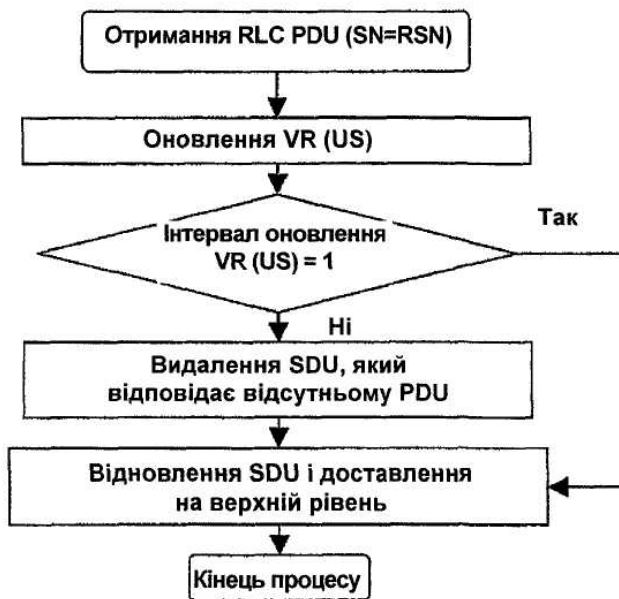 Отримання RLC PDU (SN=RSN)
Оновлення VR (US)
Інтервал оновлення
VR (US) = 1
Так
Ні
Видалення SDU, який
відповідає відсутньому PDU
Відновлення SDU і доставлення
на верхній рівень
Кінець процесу